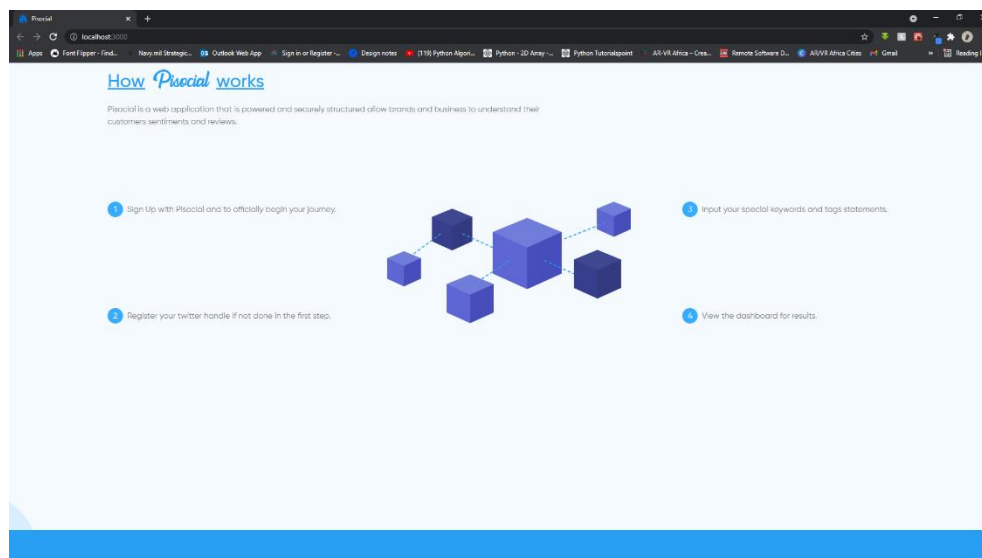 Pisocial
localhost:3000
Apps
Font Flipper - Find...
Navy.mil Strategic...
Outlook Web App
Sign in or Register -...
Design notes
(119) Python Algori...
Python - 2D Array -...
Python Tutorialspoint
AR-VR Africa – Crea...
Remote Software D...
AR/VR Africa Cities
Gmail
»
Reading l
How Pisocial works
Pisocial is a web application that is powered and securely structured allow brands and business to understand their
customers sentiments and reviews.
1 Sign Up with Pisocial and to officially begin your journey.
2 Register your twitter handle if not done in the first step.
3 Input your special keywords and tags statements.
4 View the dashboard for results.